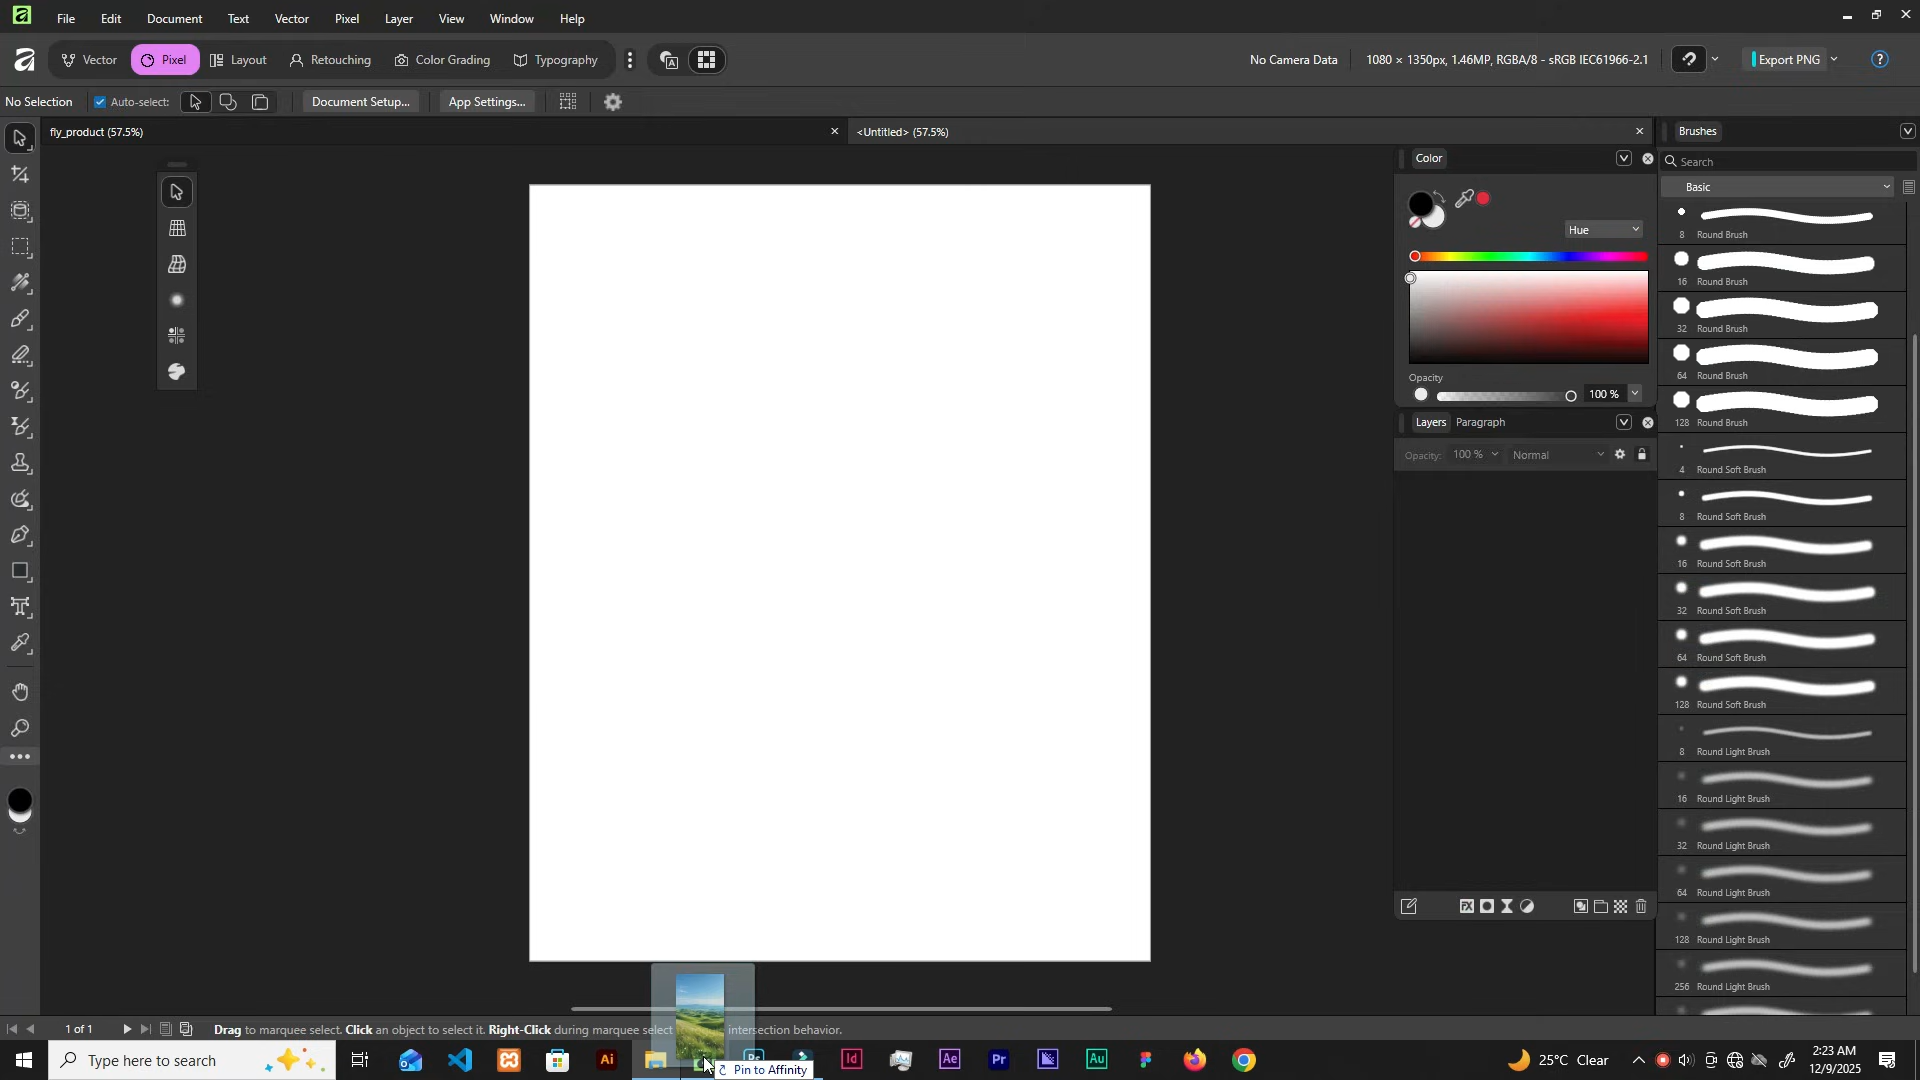 File Edit Document Text Vector Pixel Layer View Window Help
Vector Pixel Layout Retouching Color Grading Typography No Camera Data 1080 × 1350px, 1.46MP, RGBA/8 - sRGB IEC61966-2.1 Export PNG
No Selection Auto-select: Document Setup... App Settings...
fly_product (57.5%) <Untitled> (57.5%)
Brushes
Search
Basic
8 Round Brush
16 Round Brush
32 Round Brush
64 Round Brush
128 Round Brush
4 Round Soft Brush
8 Round Soft Brush
16 Round Soft Brush
32 Round Soft Brush
64 Round Soft Brush
128 Round Soft Brush
8 Round Light Brush
16 Round Light Brush
32 Round Light Brush
64 Round Light Brush
128 Round Light Brush
256 Round Light Brush
Color
Hue
Opacity
100 %
Layers Paragraph
Opacity: 100 % Normal
1 of 1 Drag to marquee select. Click an object to select it. Right-Click during marquee select intersection behavior.
Pin to Affinity
Type here to search
Ai Id Ae Pr Au
25°C Clear
2:23 AM
12/9/2025